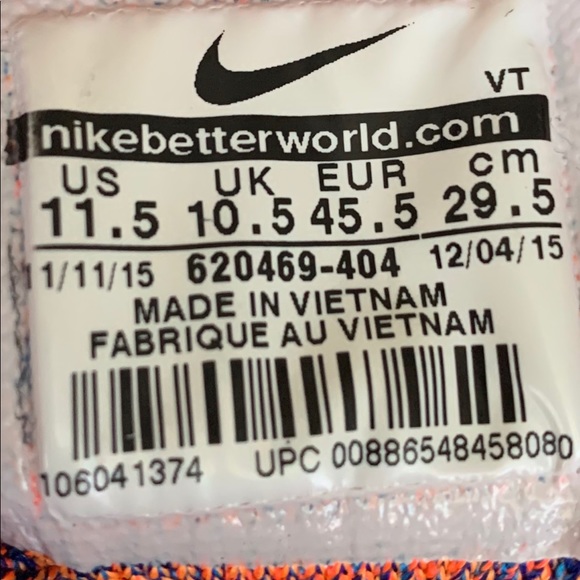 VT
nikebetterworld.com
US UK EUR cm
11.5 10.5 45.5 29.5
11/11/15 620469-404 12/04/15
MADE IN VIETNAM
FABRIQUE AU VIETNAM
106041374 UPC 00886548458080